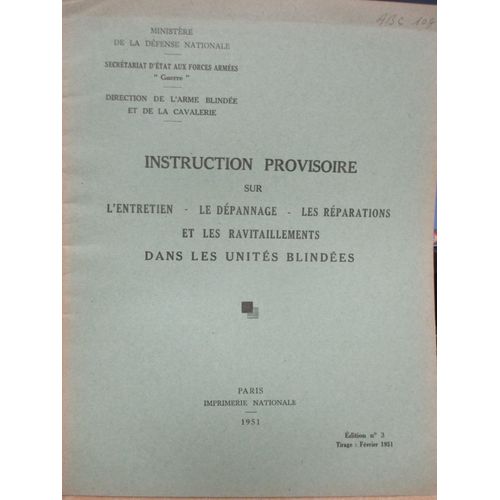 ABC 109
MINISTÈRE
DE LA DÉFENSE NATIONALE
SECRÉTARIAT D'ÉTAT AUX FORCES ARMÉES
" Guerre "
DIRECTION DE L'ARME BLINDÉE
ET DE LA CAVALERIE
INSTRUCTION PROVISOIRE
SUR
L'ENTRETIEN - LE DÉPANNAGE - LES RÉPARATIONS
ET LES RAVITAILLEMENTS
DANS LES UNITÉS BLINDÉES
PARIS
IMPRIMERIE NATIONALE
1951
Édition n° 3
Tirage : Février 1951